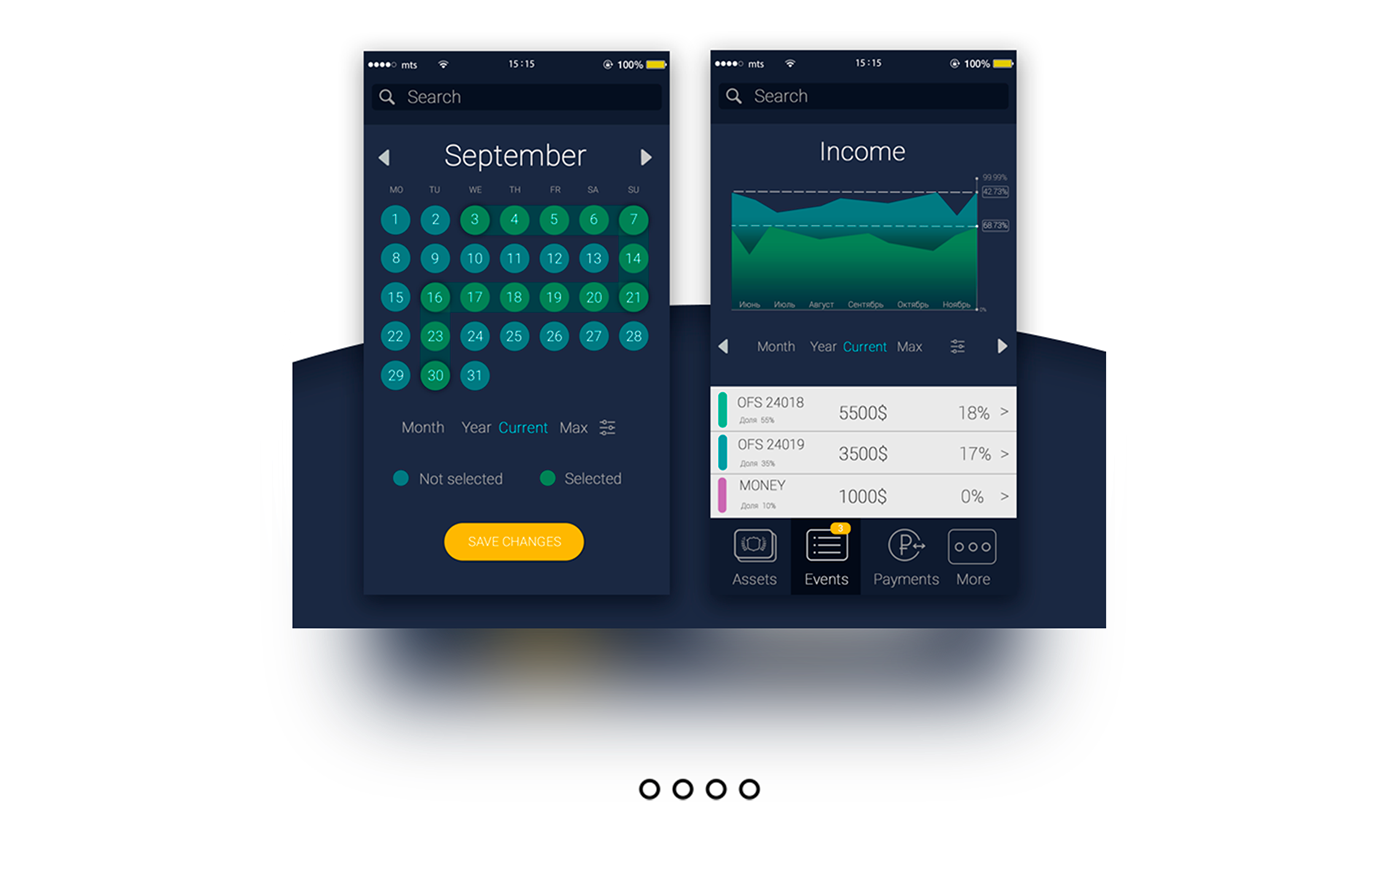 mts 15:15 100%
Search
September
MO TU WE TH FR SA SU
1 2 3 4 5 6 7
8 9 10 11 12 13 14
15 16 17 18 19 20 21
22 23 24 25 26 27 28
29 30 31
Month Year Current Max
Not selected Selected
SAVE CHANGES
mts 15:15 100%
Search
Income
99.99%
42.73%
68.73%
Июнь Июль Август Сентябрь Октябрь Ноябрь 0%
Month Year Current Max
OFS 24018 5500$ 18% >
Доля 55%
OFS 24019 3500$ 17% >
Доля 35%
MONEY 1000$ 0% >
Доля 10%
3
Assets Events Payments More